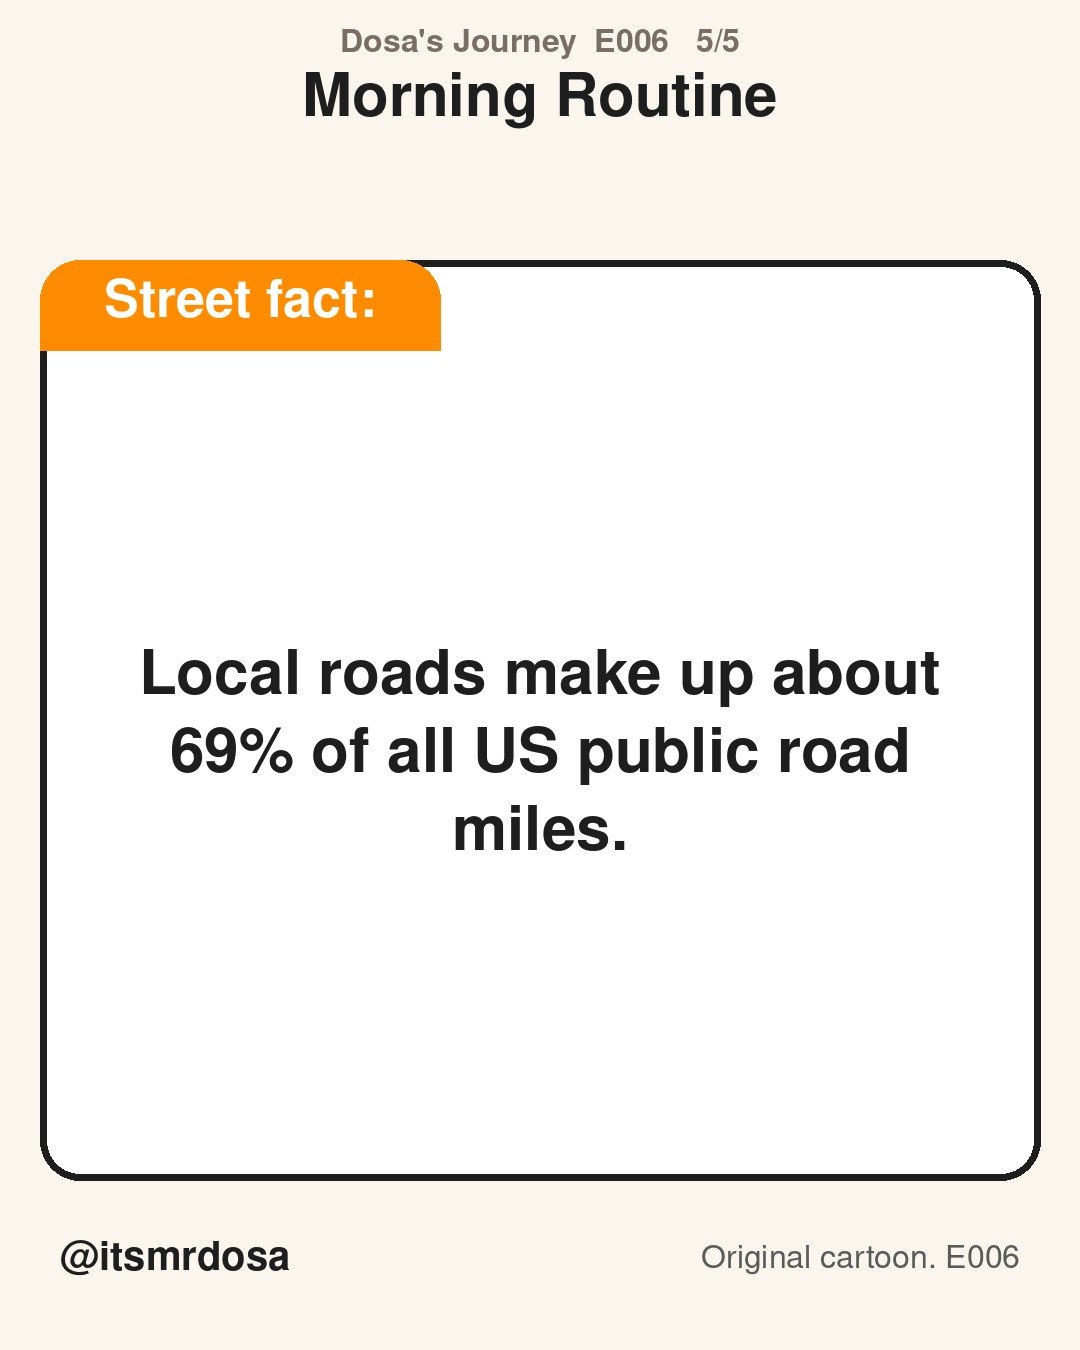 Dosa's Journey  E006   5/5
Morning Routine
Street fact:
Local roads make up about
69% of all US public road
miles.
@itsmrdosa
Original cartoon. E006